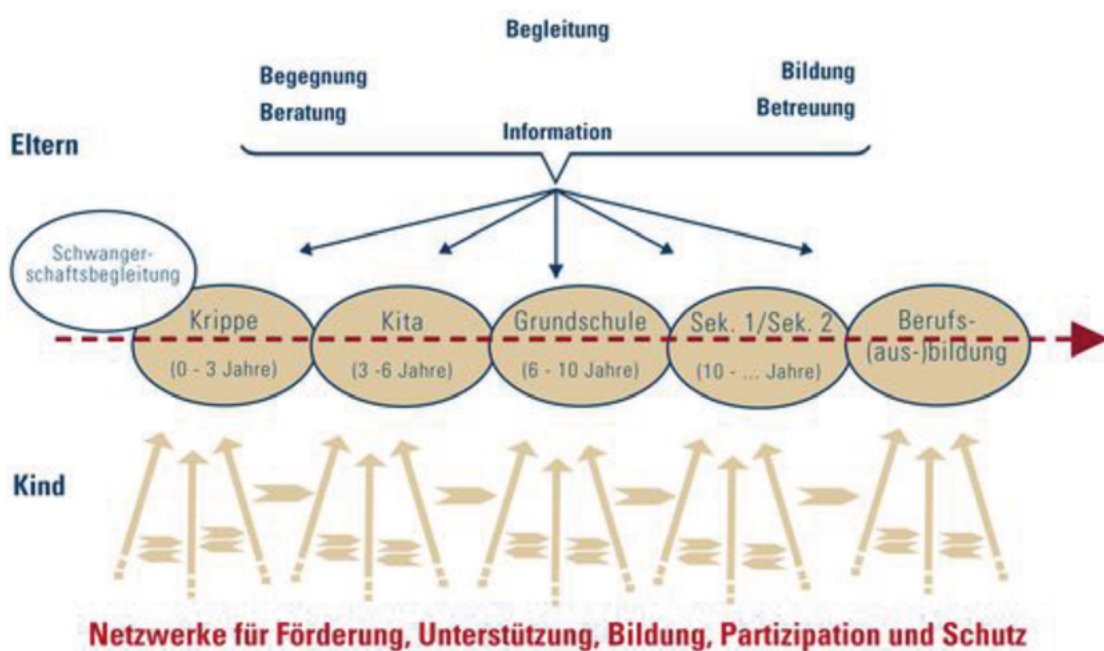 Begleitung
Begegnung
Beratung
Bildung
Betreuung
Information
Eltern
Schwanger-
schaftsbegleitung
Krippe
(0 - 3 Jahre)
Kita
(3 -6 Jahre)
Grundschule
(6 - 10 Jahre)
Sek. 1/Sek. 2
(10 - ... Jahre)
Berufs-
(aus-)bildung
Kind
Netzwerke für Förderung, Unterstützung, Bildung, Partizipation und Schutz